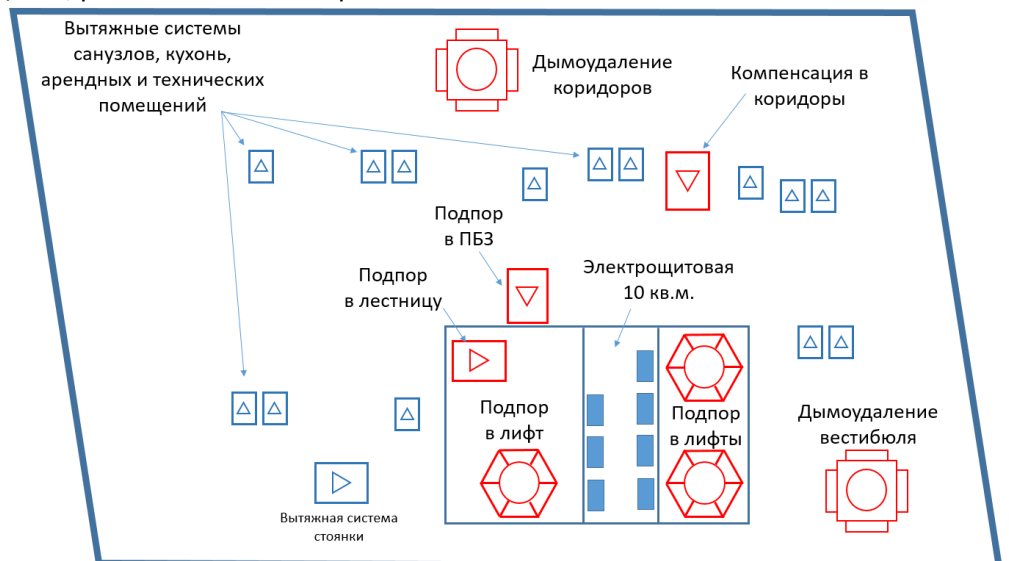 Вытяжные системы
санузлов, кухонь,
арендных и технических
помещений
Дымоудаление
коридоров
Компенсация в
коридоры
Подпор
в ПБЗ
Подпор
в лестницу
Электрощитовая
10 кв.м.
Подпор
в лифт
Подпор
в лифты
Дымоудаление
вестибюля
Вытяжная система
стоянки